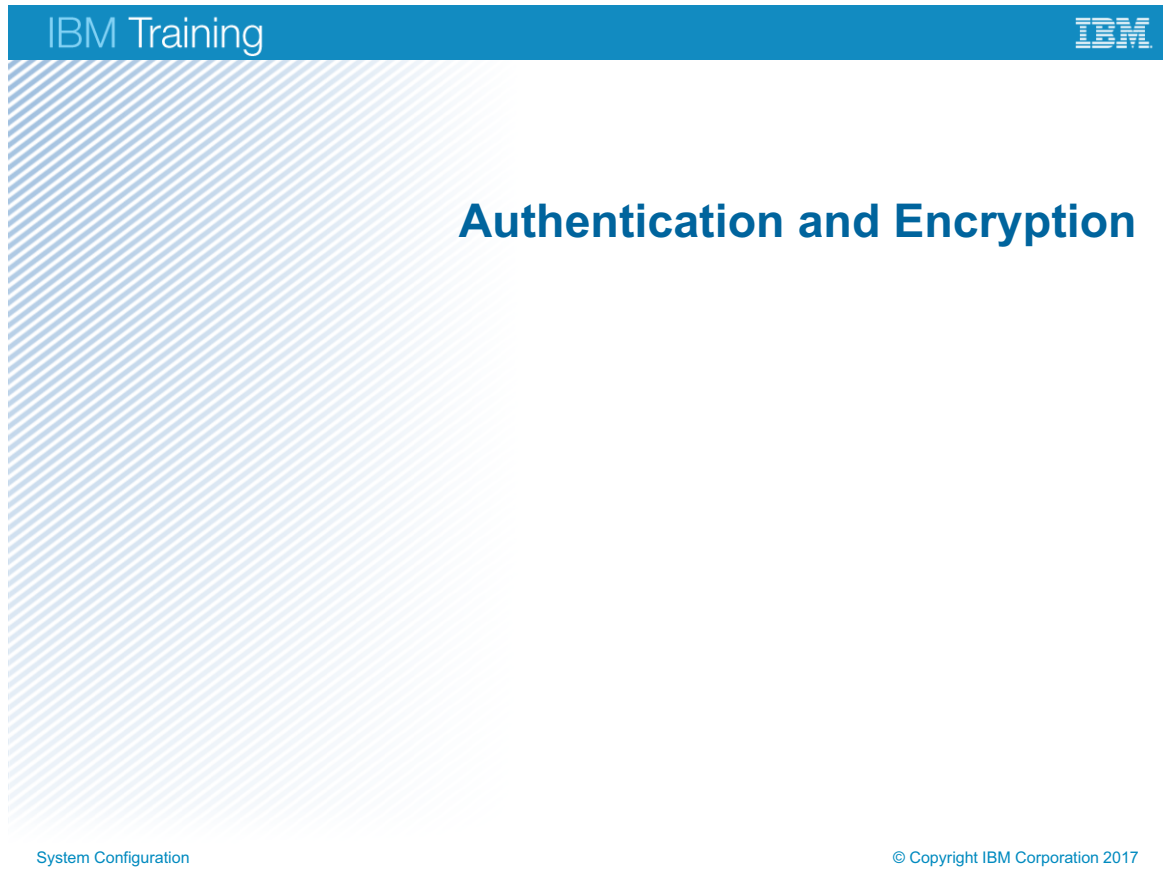 IBM Training
IBM
Authentication and Encryption
System Configuration
© Copyright IBM Corporation 2017